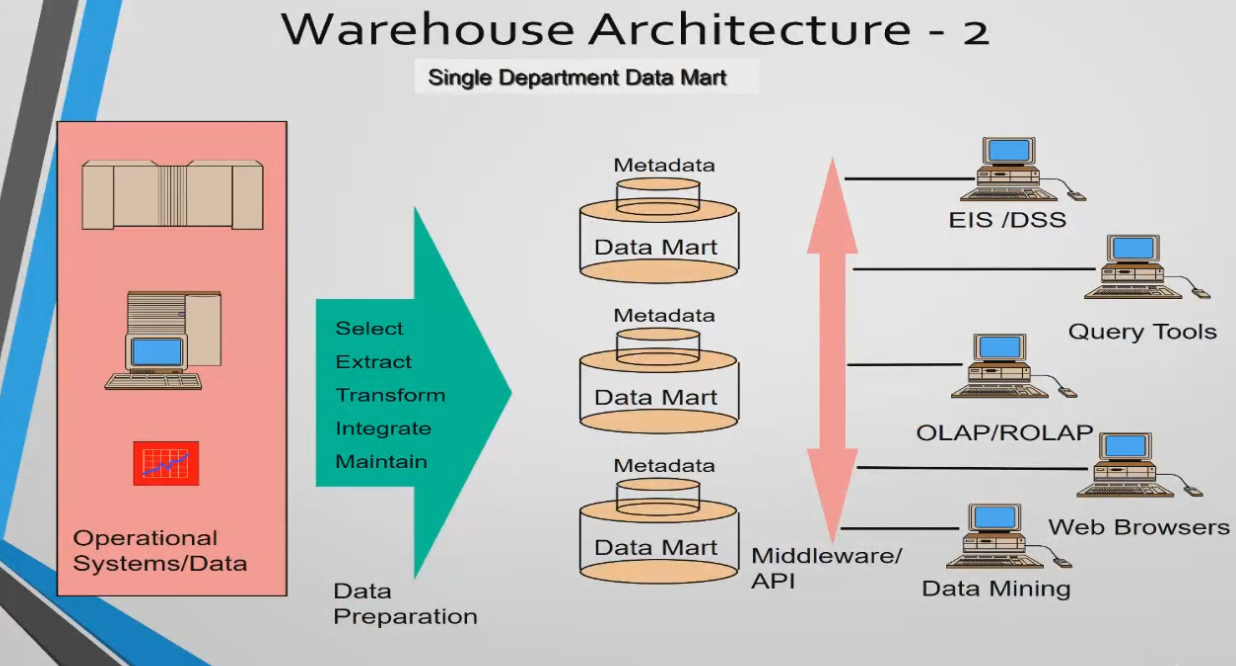 Warehouse Architecture - 2
Single Department Data Mart
Operational
Systems/Data
Select
Extract
Transform
Integrate
Maintain
Data
Preparation
Metadata
Data Mart
Metadata
Data Mart
Metadata
Data Mart
Middleware/
API
EIS /DSS
Query Tools
OLAP/ROLAP
Web Browsers
Data Mining